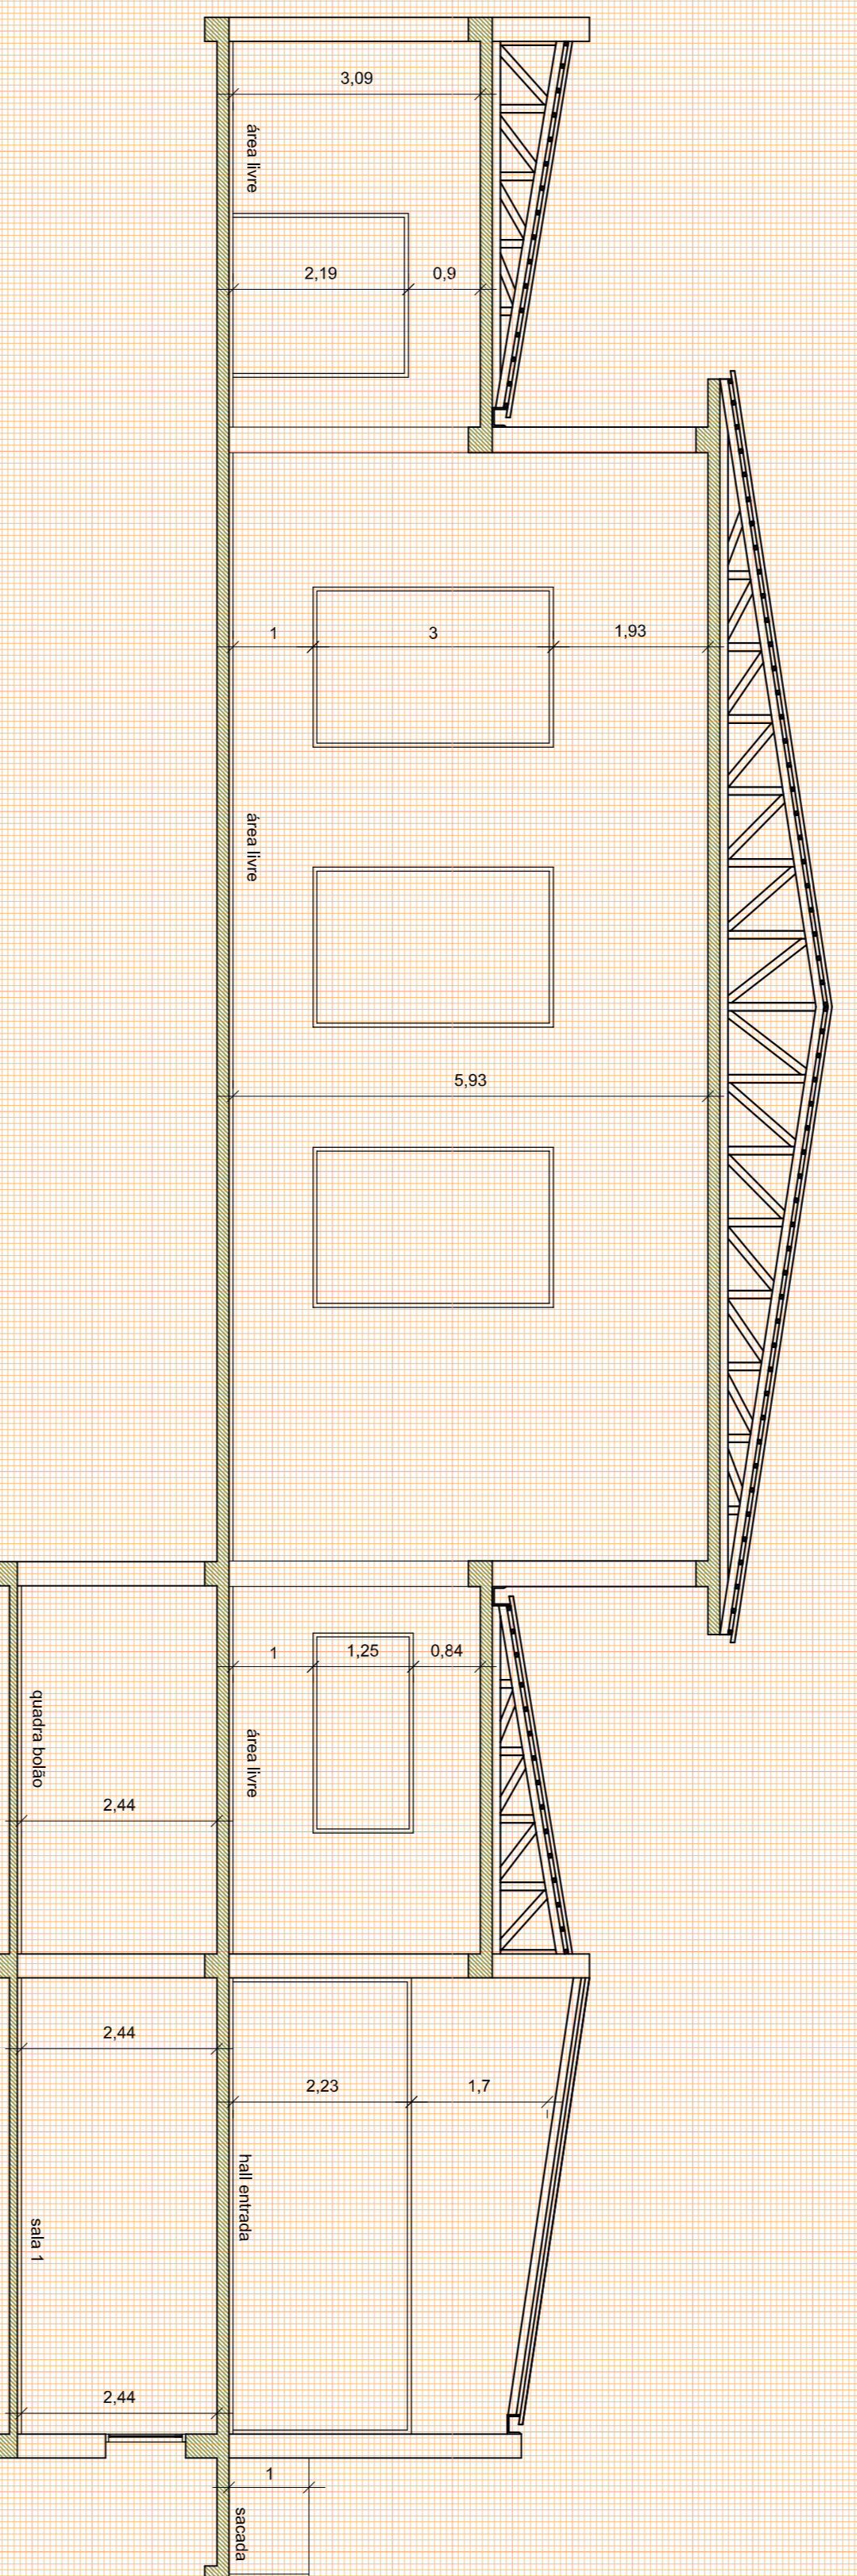 3,09
área livre
2,19
0,9
1
3
1,93
área livre
5,93
1
1,25
0,84
quadra bolão
área livre
2,44
2,44
2,23
1,7
hall entrada
sala 1
2,44
1
sacada